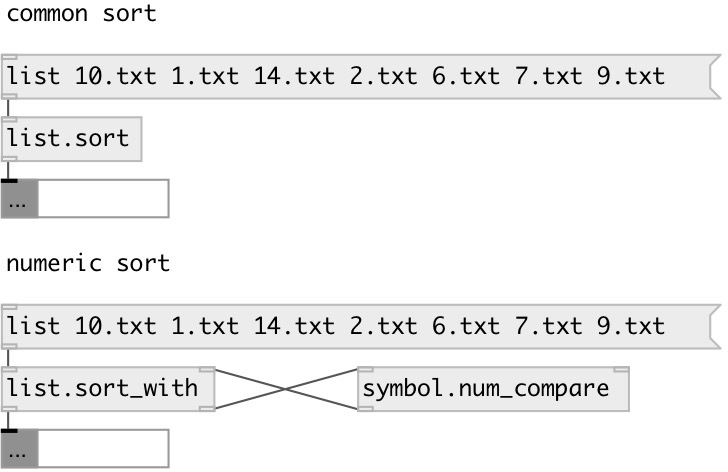 common sort
list 10.txt 1.txt 14.txt 2.txt 6.txt 7.txt 9.txt
list.sort
...
numeric sort
list 10.txt 1.txt 14.txt 2.txt 6.txt 7.txt 9.txt
list.sort_with symbol.num_compare
...